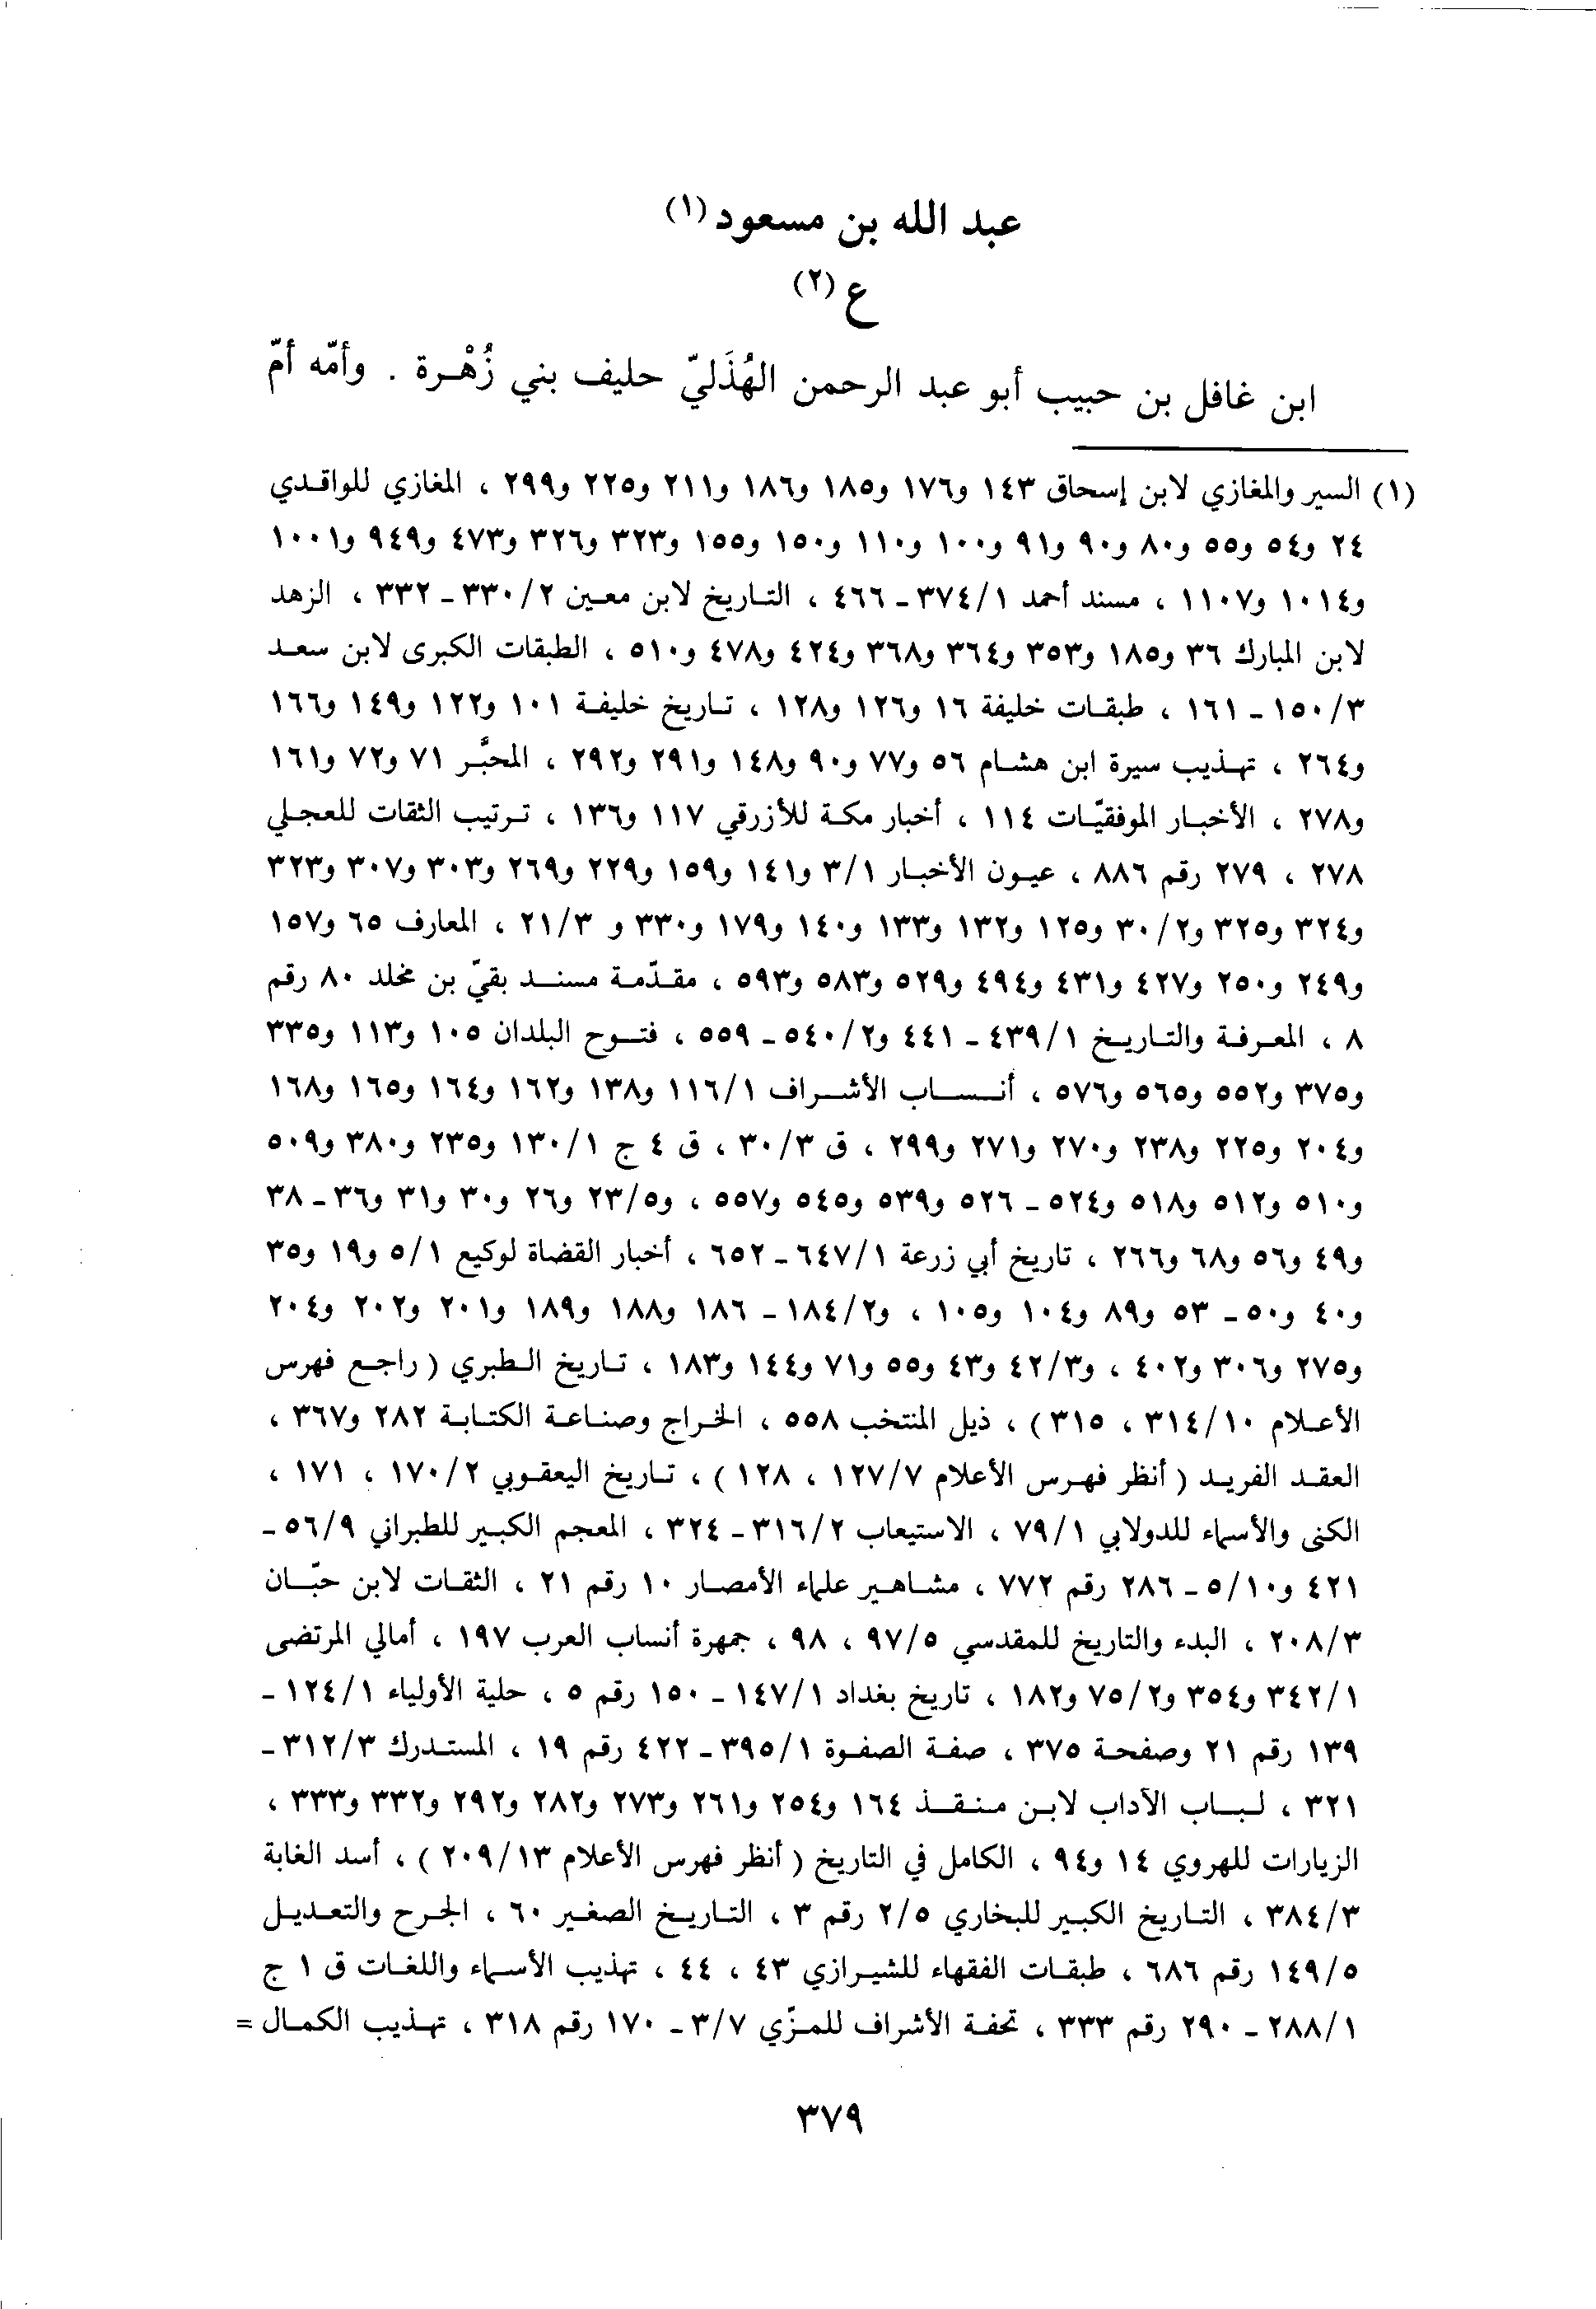 عبد الله بن مسعود (١)
ع (٢)
ابن غافل بن حبيب أبو عبد الرحمن الهُذَليّ حليف بني زُهْرة . وأمّه أمّ
(١) السير والمغازي لابن إسحاق ١٤٣ و١٧٦ و١٨٥ و١٨٦ و٢١١ و٢٢٥ و٢٩٩ ، المغازي للواقدي
٢٤ و٥٤ و٥٥ و٨٠ و٩٠ و٩١ و١٠٠ و١١٠ و١٥٠ و١٥٥ و٣٢٣ و٣٢٦ و٤٧٣ و٩٤٩ و١٠٠١
و١٠١٤ و١١٠٧ ، مسند أحمد ١/ ٣٧٤ - ٤٦٦ ، التاريخ لابن معين ٢/ ٣٣٠ - ٣٣٢ ، الزهد
لابن المبارك ٣٦ و١٨٥ و٣٥٣ و٣٦٤ و٣٦٨ و٤٢٤ و٤٧٨ و٥١٠ ، الطبقات الكبرى لابن سعد
٣/ ١٥٠ - ١٦١ ، طبقات خليفة ١٦ و١٢٦ و١٢٨ ، تاريخ خليفة ١٠١ و١٢٢ و١٤٩ و١٦٦
و٢٦٤ ، تهذيب سيرة ابن هشام ٥٦ و٧٧ و٩٠ و١٤٨ و٢٩١ و٢٩٢ ، المحبَّر ٧١ و٧٢ و١٦١
و٢٧٨ ، الأخبار الموفقيّات ١١٤ ، أخبار مكة للأزرقي ١١٧ و١٣٦ ، ترتيب الثقات للعجلي
٢٧٨ ، ٢٧٩ رقم ٨٨٦ ، عيون الأخبار ١/ ٣ و١٤١ و١٥٩ و٢٢٩ و٢٦٩ و٣٠٣ و٣٠٧ و٣٢٣
و٣٢٤ و٣٢٥ و٢/ ٣٠ و١٢٥ و١٣٢ و١٣٣ و١٤٠ و١٧٩ و٣٣٠ و ٣/ ٢١ ، المعارف ٦٥ و١٥٧
و٢٤٩ و٢٥٠ و٤٢٧ و٤٣١ و٤٩٤ و٥٢٩ و٥٨٣ و٥٩٣ ، مقدّمة مسند بقيّ بن مخلد ٨٠ رقم
٨ ، المعرفة والتاريخ ١/ ٤٣٩ - ٤٤١ و٢/ ٥٤٠ - ٥٥٩ ، فتوح البلدان ١٠٥ و١١٣ و٣٣٥
و٣٧٥ و٥٥٢ و٥٦٥ و٥٧٦ ، أنساب الأشراف ١/ ١١٦ و١٣٨ و١٦٢ و١٦٤ و١٦٥ و١٦٨
و٢٠٤ و٢٢٥ و٢٣٨ و٢٧٠ و٢٧١ و٢٩٩ ، ق ٣/ ٣٠ ، ق ٤ ج ١/ ١٣٠ و٢٣٥ و٣٨٠ و٥٠٩
و٥١٠ و٥١٢ و٥١٨ و٥٢٤ - ٥٢٦ و٥٣٩ و٥٤٥ و٥٥٧ ، و٥/ ٢٣ و٢٦ و٣٠ و٣١ و٣٦ - ٣٨
و٤٩ و٥٦ و٦٨ و٢٦٦ ، تاريخ أبي زرعة ١/ ٦٤٧ - ٦٥٢ ، أخبار القضاة لوكيع ١/ ٥ و١٩ و٣٥
و٤٠ و٥٠ - ٥٣ و٨٩ و١٠٤ و١٠٥ ، و٢/ ١٨٤ - ١٨٦ و١٨٨ و١٨٩ و٢٠١ و٢٠٢ و٢٠٤
و٢٧٥ و٣٠٦ و٤٠٢ ، و٣/ ٤٢ و٤٣ و٥٥ و٧١ و١٤٤ و١٨٣ ، تاريخ الطبري ( راجع فهرس
الأعلام ١٠/ ٣١٤ ، ٣١٥ ) ، ذيل المنتخب ٥٥٨ ، الخراج وصناعة الكتابة ٢٨٢ و٣٦٧ ،
العقد الفريد ( أنظر فهرس الأعلام ٧/ ١٢٧ ، ١٢٨ ) ، تاريخ اليعقوبي ٢/ ١٧٠ ، ١٧١ ،
الكنى والأسماء للدولابي ١/ ٧٩ ، الاستيعاب ٢/ ٣١٦ - ٣٢٤ ، المعجم الكبير للطبراني ٩/ ٥٦ -
٤٢١ و١٠/ ٥ - ٢٨٦ رقم ٧٧٢ ، مشاهير علماء الأمصار ١٠ رقم ٢١ ، الثقات لابن حبّان
٣/ ٢٠٨ ، البدء والتاريخ للمقدسي ٥/ ٩٧ ، ٩٨ ، جمهرة أنساب العرب ١٩٧ ، أمالي المرتضى
١/ ٣٤٢ و٣٥٤ و٢/ ٧٥ و١٨٢ ، تاريخ بغداد ١/ ١٤٧ - ١٥٠ رقم ٥ ، حلية الأولياء ١/ ١٢٤ -
١٣٩ رقم ٢١ وصفحة ٣٧٥ ، صفة الصفوة ١/ ٣٩٥ - ٤٢٢ رقم ١٩ ، المستدرك ٣/ ٣١٢ -
٣٢١ ، لباب الآداب لابن منقذ ١٦٤ و٢٥٤ و٢٦١ و٢٧٣ و٢٨٢ و٢٩٢ و٣٣٢ و٣٣٣ ،
الزيارات للهروي ١٤ و٩٤ ، الكامل في التاريخ ( أنظر فهرس الأعلام ١٣/ ٢٠٩ ) ، أسد الغابة
٣/ ٣٨٤ ، التاريخ الكبير للبخاري ٥/ ٢ رقم ٣ ، التاريخ الصغير ٦٠ ، الجرح والتعديل
٥/ ١٤٩ رقم ٦٨٦ ، طبقات الفقهاء للشيرازي ٤٣ ، ٤٤ ، تهذيب الأسماء واللغات ق ١ ج
١/ ٢٨٨ - ٢٩٠ رقم ٣٣٣ ، تحفة الأشراف للمزّي ٧/ ٣ - ١٧٠ رقم ٣١٨ ، تهذيب الكمال =
٣٧٩